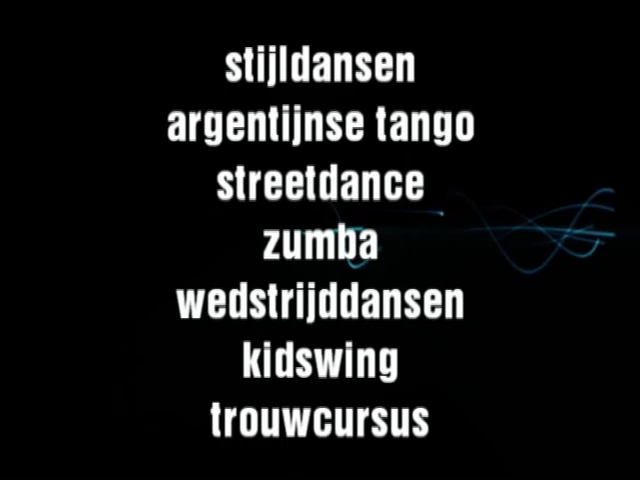 stijldansen
argentijnse tango
streetdance
zumba
wedstrijddansen
kidswing
trouwcursus